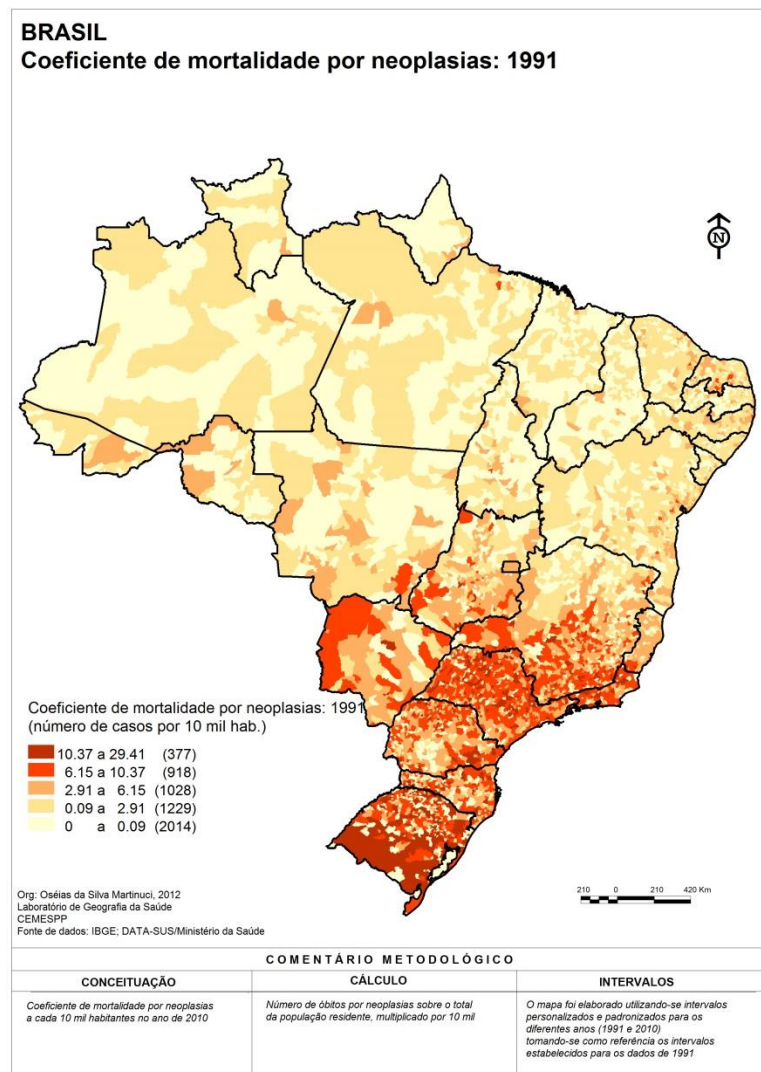 BRASIL
Coeficiente de mortalidade por neoplasias: 1991
N
Coeficiente de mortalidade por neoplasias: 1991
(número de casos por 10 mil hab.)
10.37 a 29.41 (377)
6.15 a 10.37 (918)
2.91 a 6.15 (1028)
0.09 a 2.91 (1229)
0 a 0.09 (2014)
210 0 210 420 Km
Org: Oséias da Silva Martinuci, 2012
Laboratório de Geografia da Saúde
CEMESPP
Fonte de dados: IBGE; DATA-SUS/Ministério da Saúde
COMENTÁRIO METODOLÓGICO
CONCEITUAÇÃO
Coeficiente de mortalidade por neoplasias
a cada 10 mil habitantes no ano de 2010
CÁLCULO
Número de óbitos por neoplasias sobre o total
da população residente, multiplicado por 10 mil
INTERVALOS
O mapa foi elaborado utilizando-se intervalos
personalizados e padronizados para os
diferentes anos (1991 e 2010)
tomando-se como referência os intervalos
estabelecidos para os dados de 1991